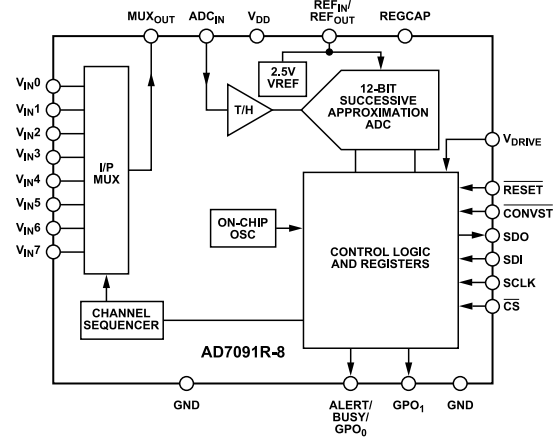 MUXOUT
ADCIN
VDD
REFIN/
REFOUT
REGCAP
VIN0
VIN1
VIN2
VIN3
VIN4
VIN5
VIN6
VIN7
I/P
MUX
2.5V
VREF
T/H
12-BIT
SUCCESSIVE
APPROXIMATION
ADC
VDRIVE
RESET
CONVST
SDO
SDI
SCLK
CS
ON-CHIP
OSC
CONTROL LOGIC
AND REGISTERS
CHANNEL
SEQUENCER
AD7091R-8
GND
ALERT/
BUSY/
GPO0
GPO1
GND